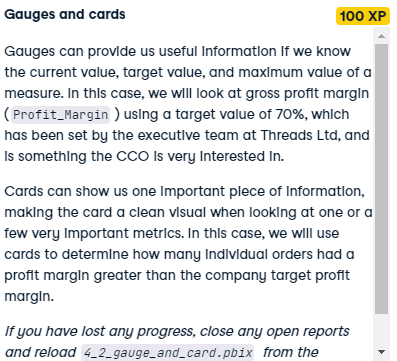 Gauges and cards
100 XP
Gauges can provide us useful information if we know
the current value, target value, and maximum value of a
measure. In this case, we will look at gross profit margin
( Profit_Margin ) using a target value of 70%, which
has been set by the executive team at Threads Ltd, and
is something the CCO is very interested in.
Cards can show us one important piece of information,
making the card a clean visual when looking at one or a
few very important metrics. In this case, we will use
cards to determine how many individual orders had a
profit margin greater than the company target profit
margin.
If you have lost any progress, close any open reports
and reload 4_2_gauge_and_card.pbix from the